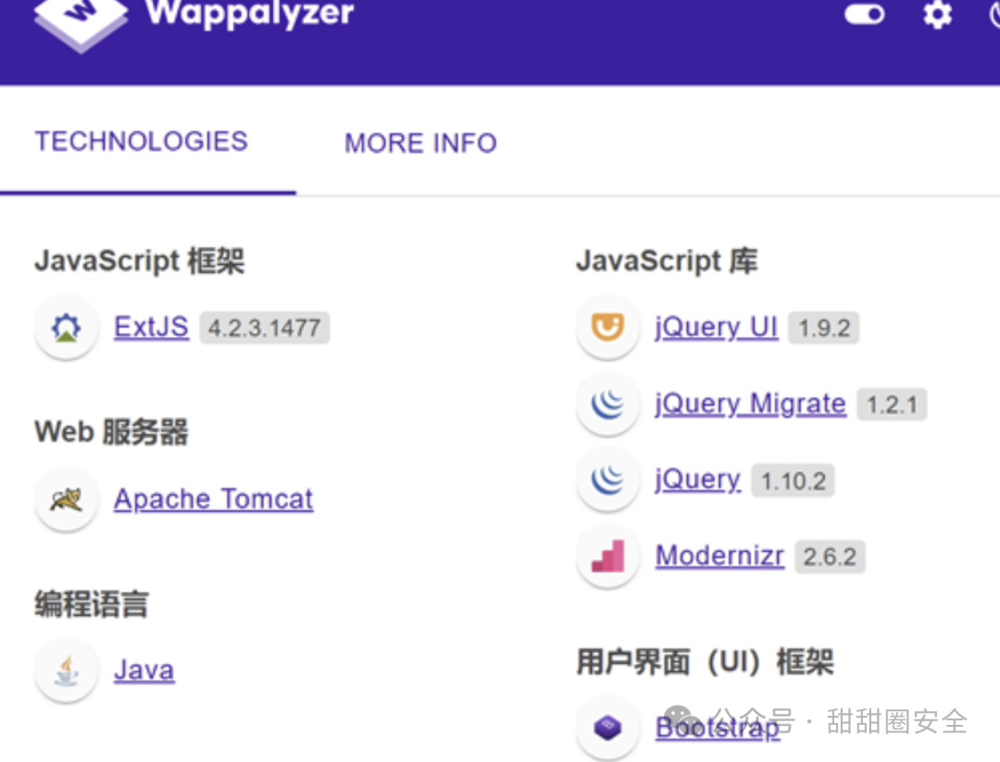 Wappalyzer
TECHNOLOGIES
MORE INFO
JavaScript 框架
ExtJS 4.2.3.1477
Web 服务器
Apache Tomcat
编程语言
Java
JavaScript 库
jQuery UI 1.9.2
jQuery Migrate 1.2.1
jQuery 1.10.2
Modernizr 2.6.2
用户界面（UI）框架
Bootstrap
公众号 · 甜甜圈安全